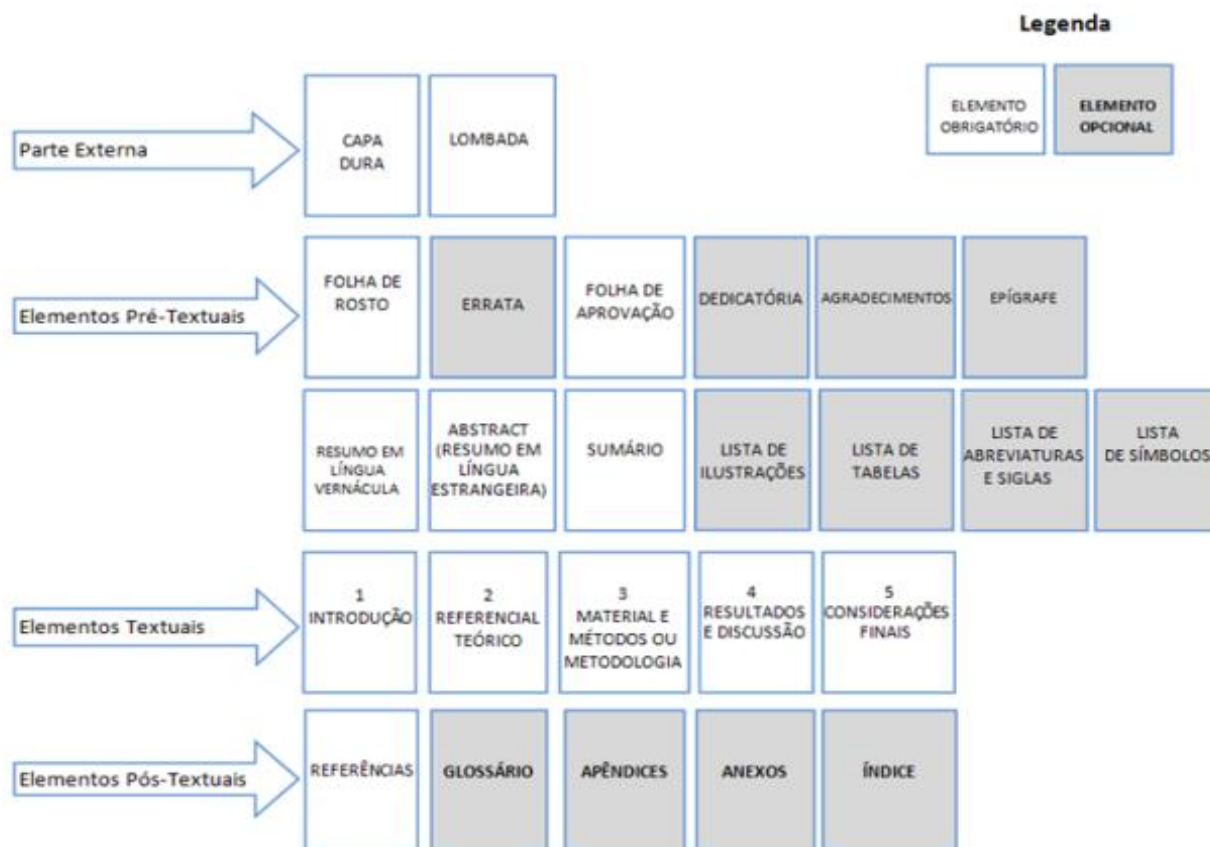 Legenda
ELEMENTO
OBRIGATÓRIO
ELEMENTO
OPCIONAL
Parte Externa
CAPA
DURA
LOMBADA
Elementos Pré-Textuais
FOLHA DE
ROSTO
ERRATA
FOLHA DE
APROVAÇÃO
DEDICATÓRIA
AGRADECIMENTOS
EPÍGRAFE
RESUMO EM
LÍNGUA
VERNÁCULA
ABSTRACT
(RESUMO EM
LÍNGUA
ESTRANGEIRA)
SUMÁRIO
LISTA DE
ILUSTRAÇÕES
LISTA DE
TABELAS
LISTA DE
ABREVIATURAS
E SIGLAS
LISTA
DE SÍMBOLOS
Elementos Textuais
1
INTRODUÇÃO
2
REFERENCIAL
TEÓRICO
3
MATERIAL E
MÉTODOS OU
METODOLOGIA
4
RESULTADOS
E DISCUSSÃO
5
CONSIDERAÇÕES
FINAIS
Elementos Pós-Textuais
REFERÊNCIAS
GLOSSÁRIO
APÊNDICES
ANEXOS
ÍNDICE